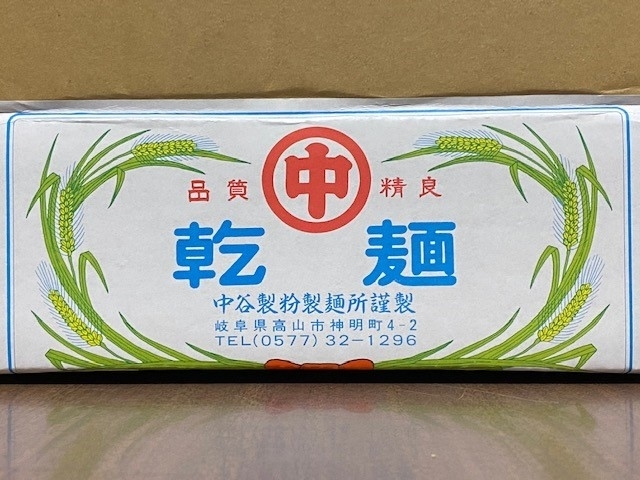 中
品質 精良
乾麺
中谷製粉製麺所謹製
岐阜県高山市神明町4-2
TEL(0577)32-1296